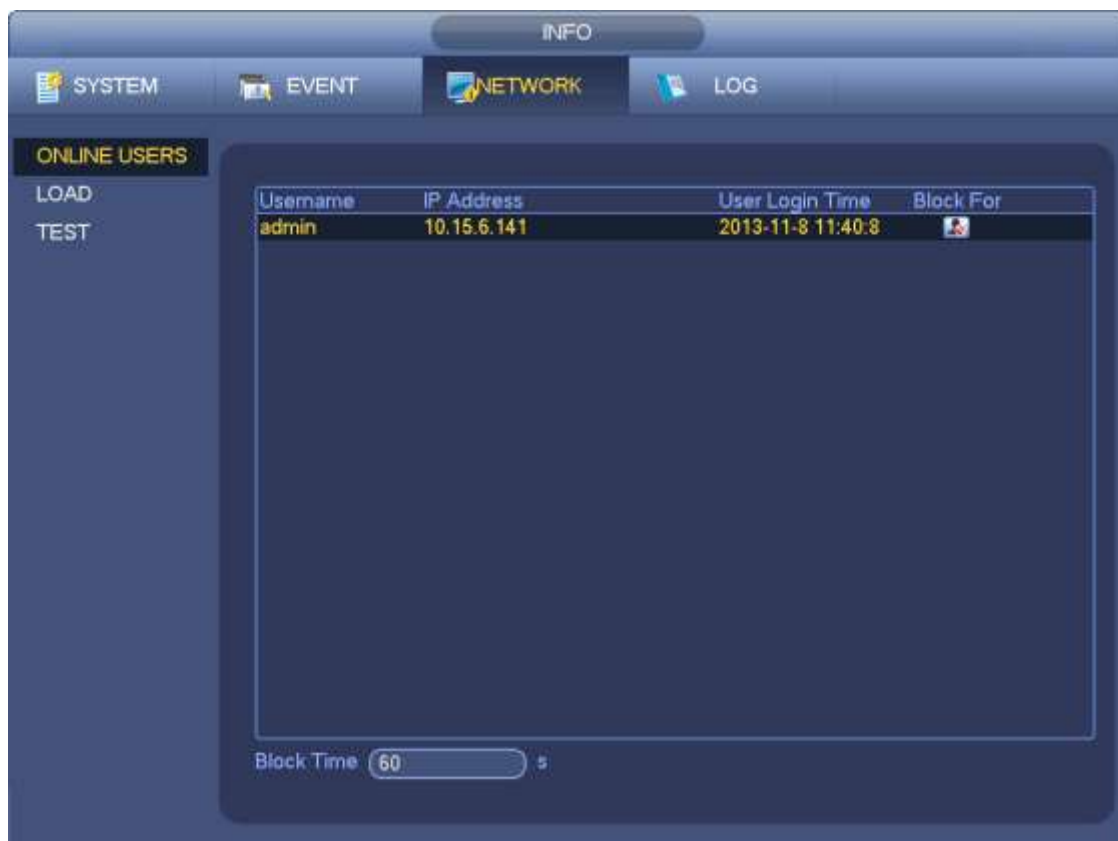 INFO
SYSTEM EVENT NETWORK LOG
ONLINE USERS
LOAD
TEST
Username IP Address User Login Time Block For
admin 10.15.6.141 2013-11-8 11:40:8
Block Time 60 s